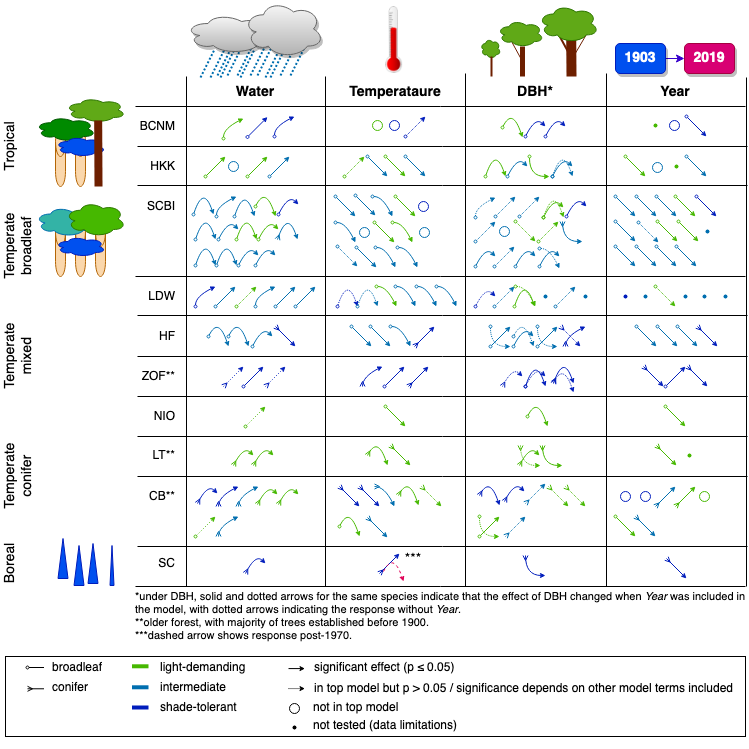 1903 2019
Water Temperataure DBH* Year
Tropical
BCNM
HKK
Temperate
broadleaf
SCBI
LDW
Temperate
mixed
HF
ZOF**
NIO
Temperate
conifer
LT**
CB**
Boreal
SC
***
*under DBH, solid and dotted arrows for the same species indicate that the effect of DBH changed when Year was included in
the model, with dotted arrows indicating the response without Year.
**older forest, with majority of trees established before 1900.
***dashed arrow shows response post-1970.
broadleaf light-demanding significant effect (p ≤ 0.05)
conifer intermediate in top model but p > 0.05 / significance depends on other model terms included
shade-tolerant not in top model
not tested (data limitations)